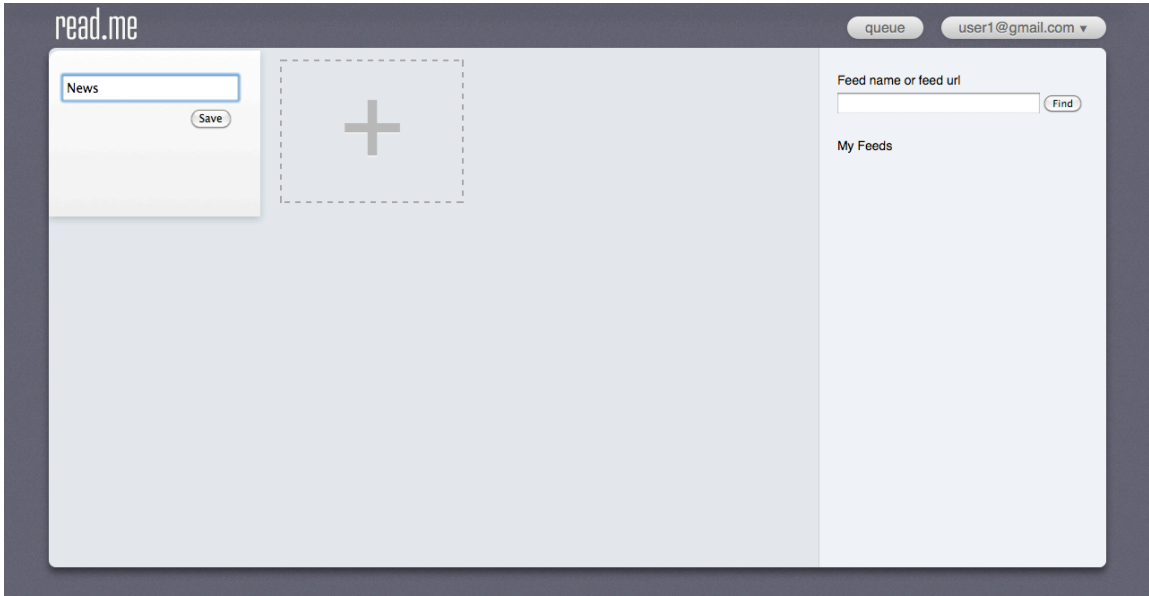 read.me
queue
user1@gmail.com ▼
News
Save
Feed name or feed url
Find
My Feeds